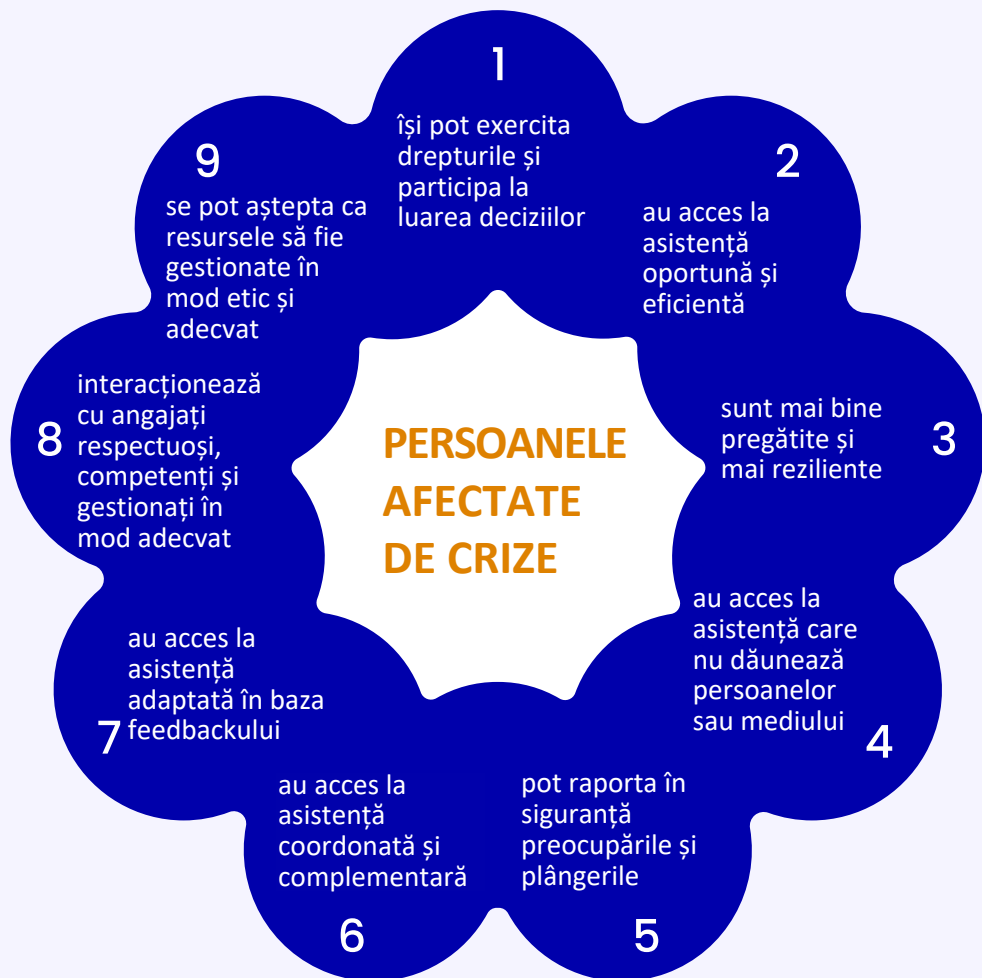 1
își pot exercita
drepturile și
participa la
luarea deciziilor
2
au acces la
asistență
oportună și
eficientă
3
sunt mai bine
pregătite și
mai reziliente
4
au acces la
asistență care
nu dăunează
persoanelor
sau mediului
5
pot raporta în
siguranță
preocupările și
plângerile
6
au acces la
asistență
coordonată și
complementară
7
au acces la
asistență
adaptată în baza
feedbackului
8
interacționează
cu angajați
respectuoși,
competenți și
gestionați în
mod adecvat
9
se pot aștepta ca
resursele să fie
gestionate în
mod etic și
adecvat
PERSOANELE
AFECTATE
DE CRIZE